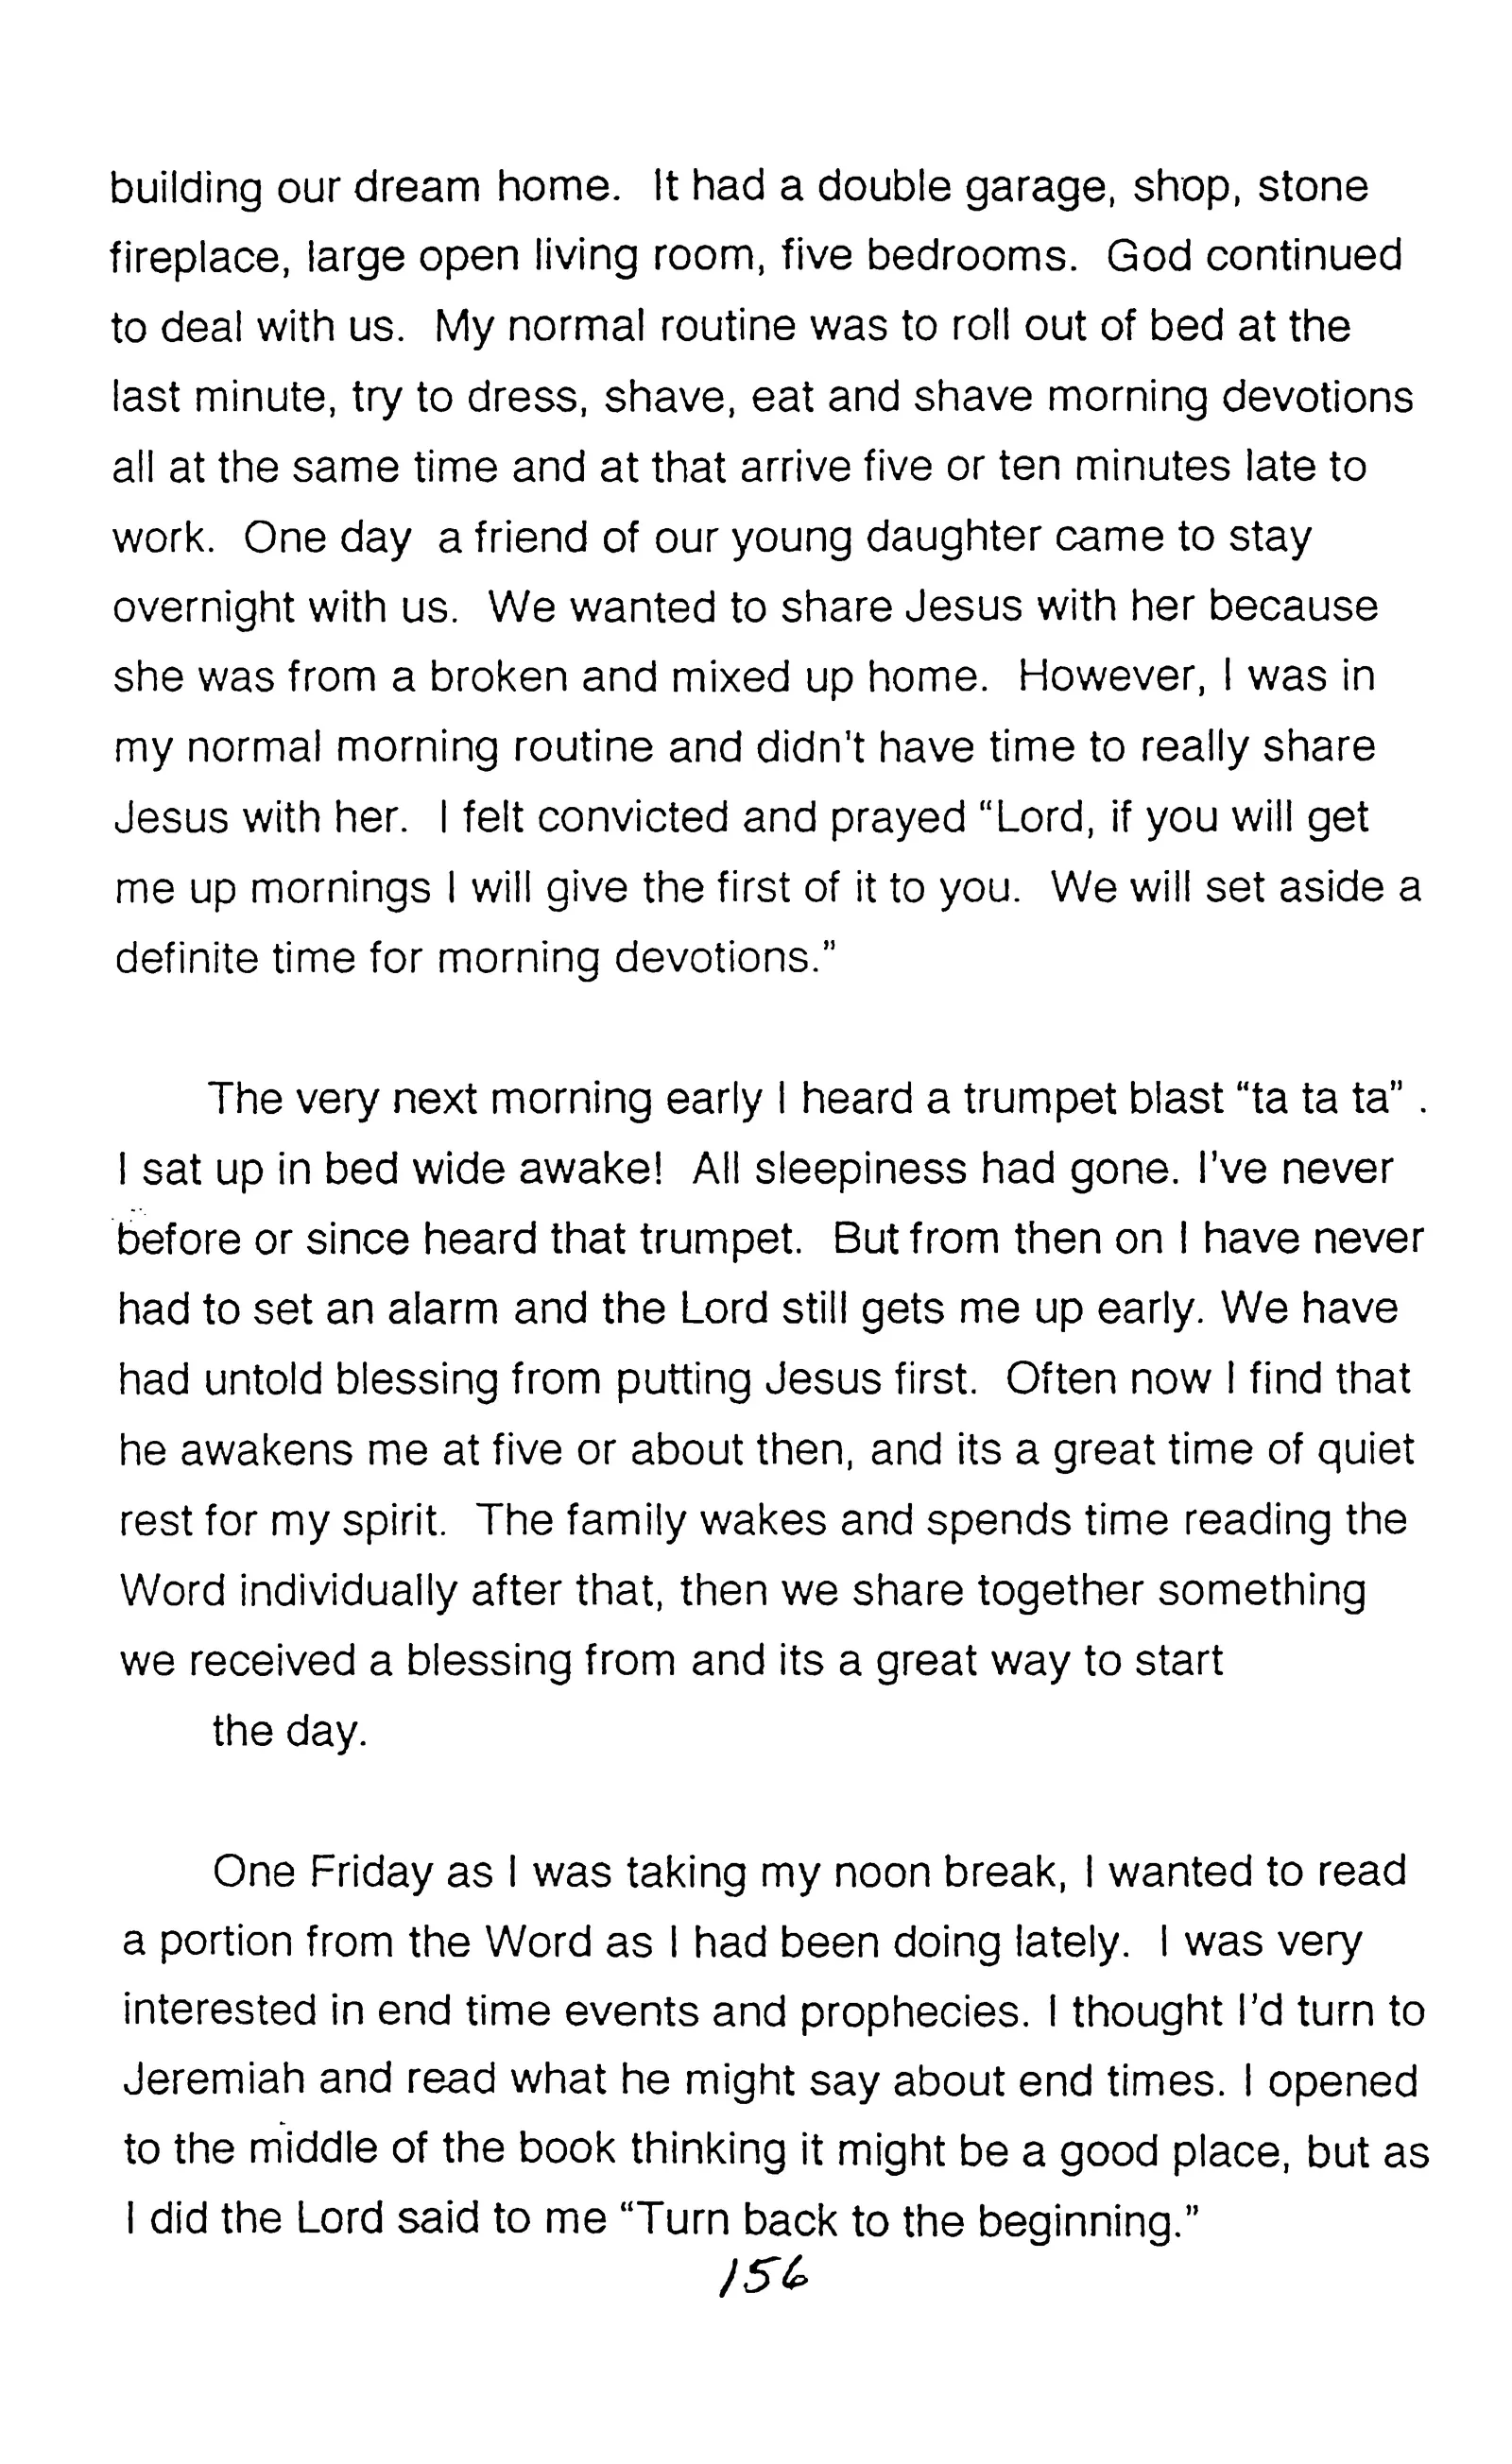 building our dream home.  It had a double garage, shop, stone
fireplace, large open living room, five bedrooms.  God continued
to deal with us.  My normal routine was to roll out of bed at the
last minute, try to dress, shave, eat and shave morning devotions
all at the same time and at that arrive five or ten minutes late to
work.  One day  a friend of our young daughter came to stay
overnight with us.  We wanted to share Jesus with her because
she was from a broken and mixed up home.  However, I was in
my normal morning routine and didn't have time to really share
Jesus with her.  I felt convicted and prayed “Lord, if you will get
me up mornings I will give the first of it to you.  We will set aside a
definite time for morning devotions.”
The very next morning early I heard a trumpet blast “ta ta ta” .
I sat up in bed wide awake!  All sleepiness had gone. I've never
before or since heard that trumpet.  But from then on I have never
had to set an alarm and the Lord still gets me up early. We have
had untold blessing from putting Jesus first.  Often now I find that
he awakens me at five or about then, and its a great time of quiet
rest for my spirit.  The family wakes and spends time reading the
Word individually after that, then we share together something
we received a blessing from and its a great way to start
the day.
One Friday as I was taking my noon break, I wanted to read
a portion from the Word as I had been doing lately.  I was very
interested in end time events and prophecies. I thought I'd turn to
Jeremiah and read what he might say about end times. I opened
to the middle of the book thinking it might be a good place, but as
I did the Lord said to me “Turn back to the beginning.”
156